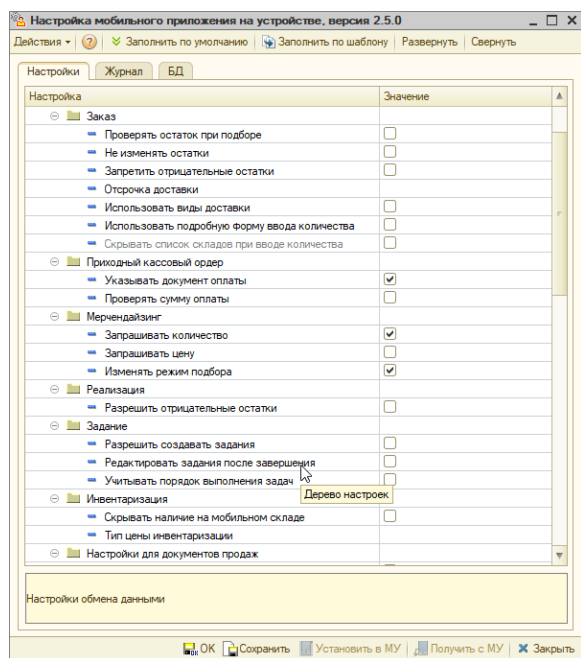 Настройка мобильного приложения на устройстве, версия 2.5.0
Действия Заполнить по умолчанию Заполнить по шаблону Развернуть Свернуть
Настройки Журнал БД
Настройка Значение
Заказ
Проверять остаток при подборе
Не изменять остатки
Запретить отрицательные остатки
Отсрочка доставки
Использовать виды доставки
Использовать подробную форму ввода количества
Скрывать список складов при вводе количества
Приходный кассовый ордер
Указывать документ оплаты
Проверять сумму оплаты
Мерчендайзинг
Запрашивать количество
Запрашивать цену
Изменять режим подбора
Реализация
Разрешить отрицательные остатки
Задание
Разрешить создавать задания
Редактировать задания после завершения
Учитывать порядок выполнения задач
Дерево настроек
Инвентаризация
Скрывать наличие на мобильном складе
Тип цены инвентаризации
Настройки для документов продаж
Настройки обмена данными
OK Сохранить Установить в МУ Получить с МУ Закрыть